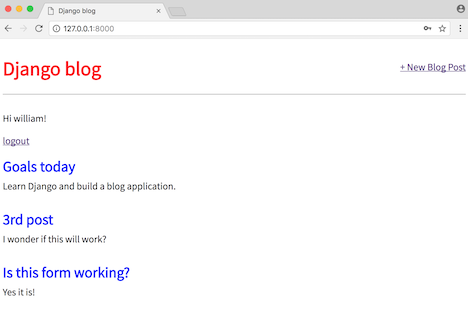 Django blog
127.0.0.1:8000
Django blog
+ New Blog Post
Hi william!
logout
Goals today
Learn Django and build a blog application.
3rd post
I wonder if this will work?
Is this form working?
Yes it is!